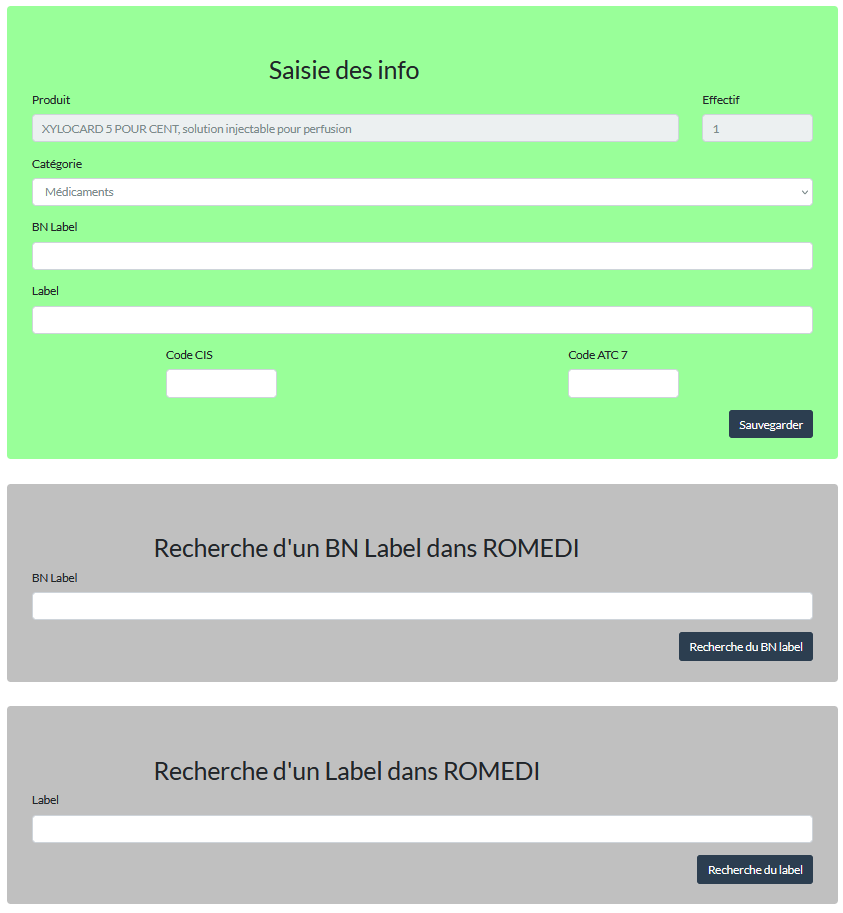 Saisie des info
Produit Effectif
XYLOCARD 5 POUR CENT, solution injectable pour perfusion 1
Catégorie
Médicaments
BN Label
Label
Code CIS Code ATC 7
Sauvegarder
Recherche d'un BN Label dans ROMEDI
BN Label
Recherche du BN label
Recherche d'un Label dans ROMEDI
Label
Recherche du label